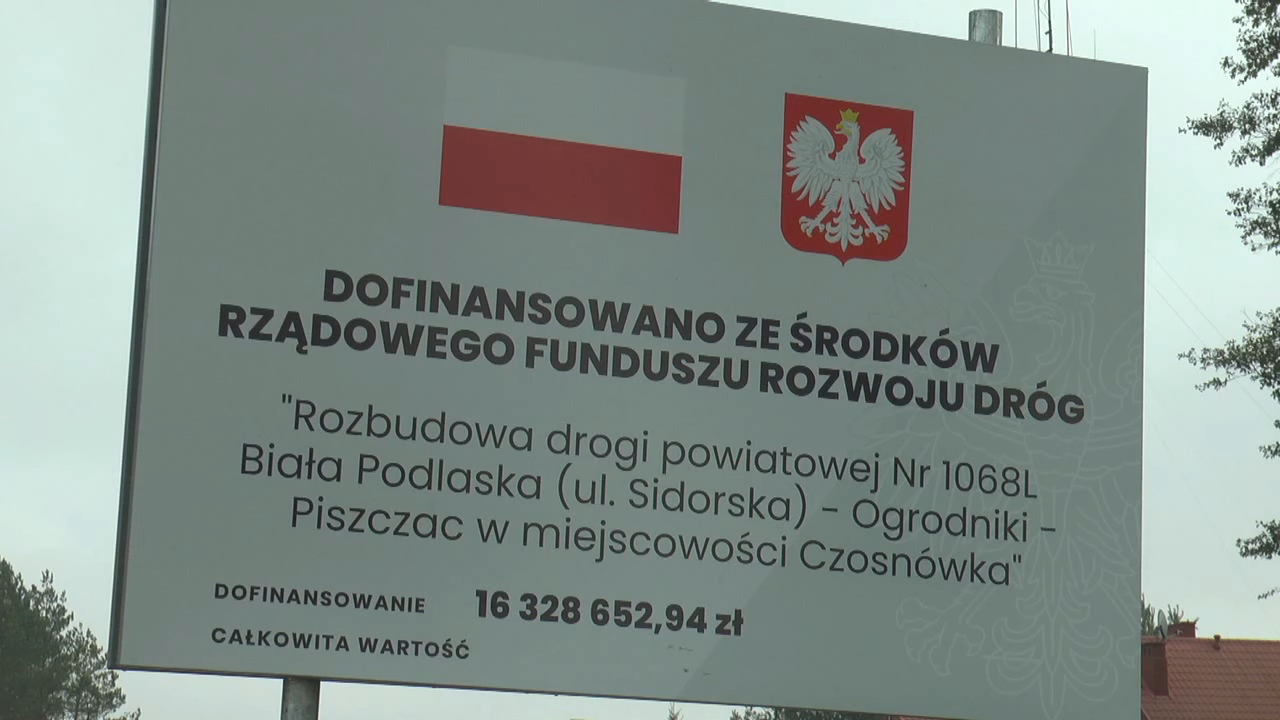 DOFINANSOWANO ZE ŚRODKÓW
RZĄDOWEGO FUNDUSZU ROZWOJU DRÓG
"Rozbudowa drogi powiatowej Nr 1068L
Biała Podlaska (ul. Sidorska) - Ogrodniki -
Piszczac w miejscowości Czosnówka"
DOFINANSOWANIE 16 328 652,94 zł
CAŁKOWITA WARTOŚĆ